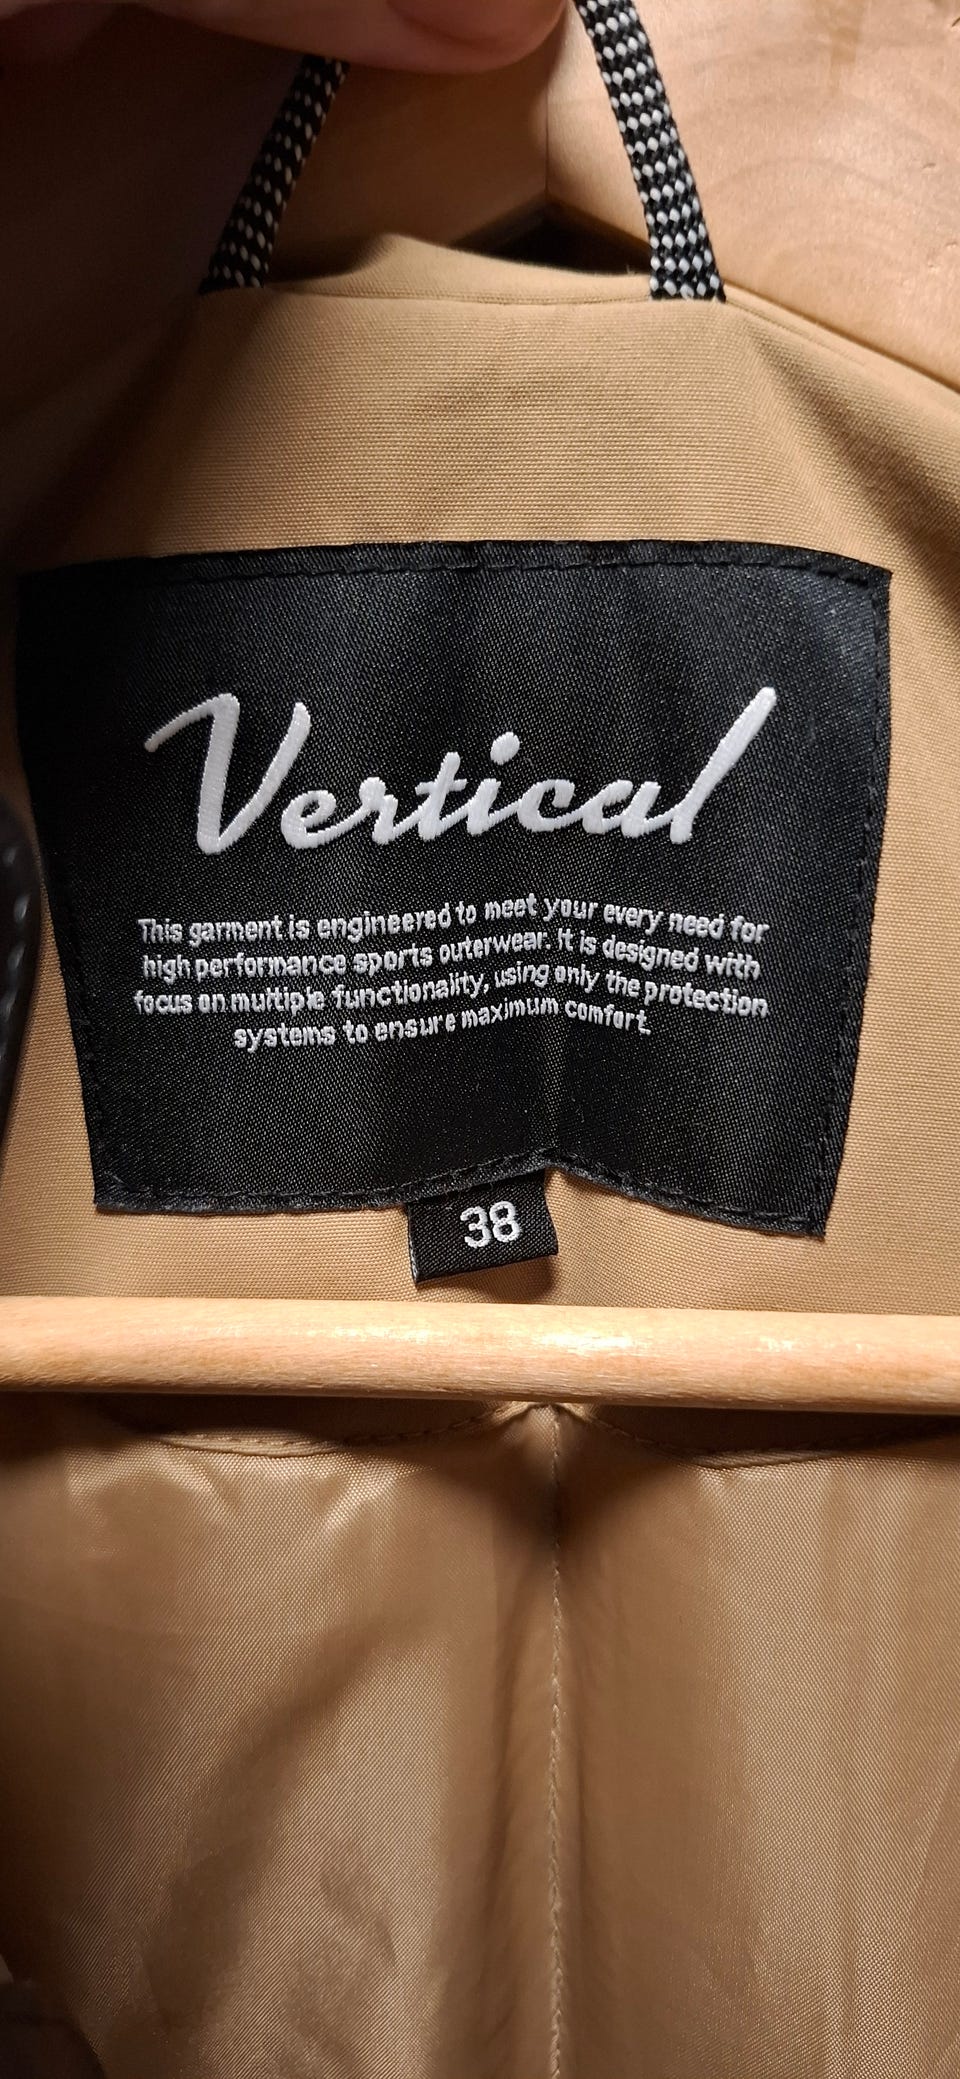 Vertical
This garment is engineered to meet your every need for
high performance sports outerwear. It is designed with
focus on multiple functionality, using only the protection
systems to ensure maximum comfort.
38